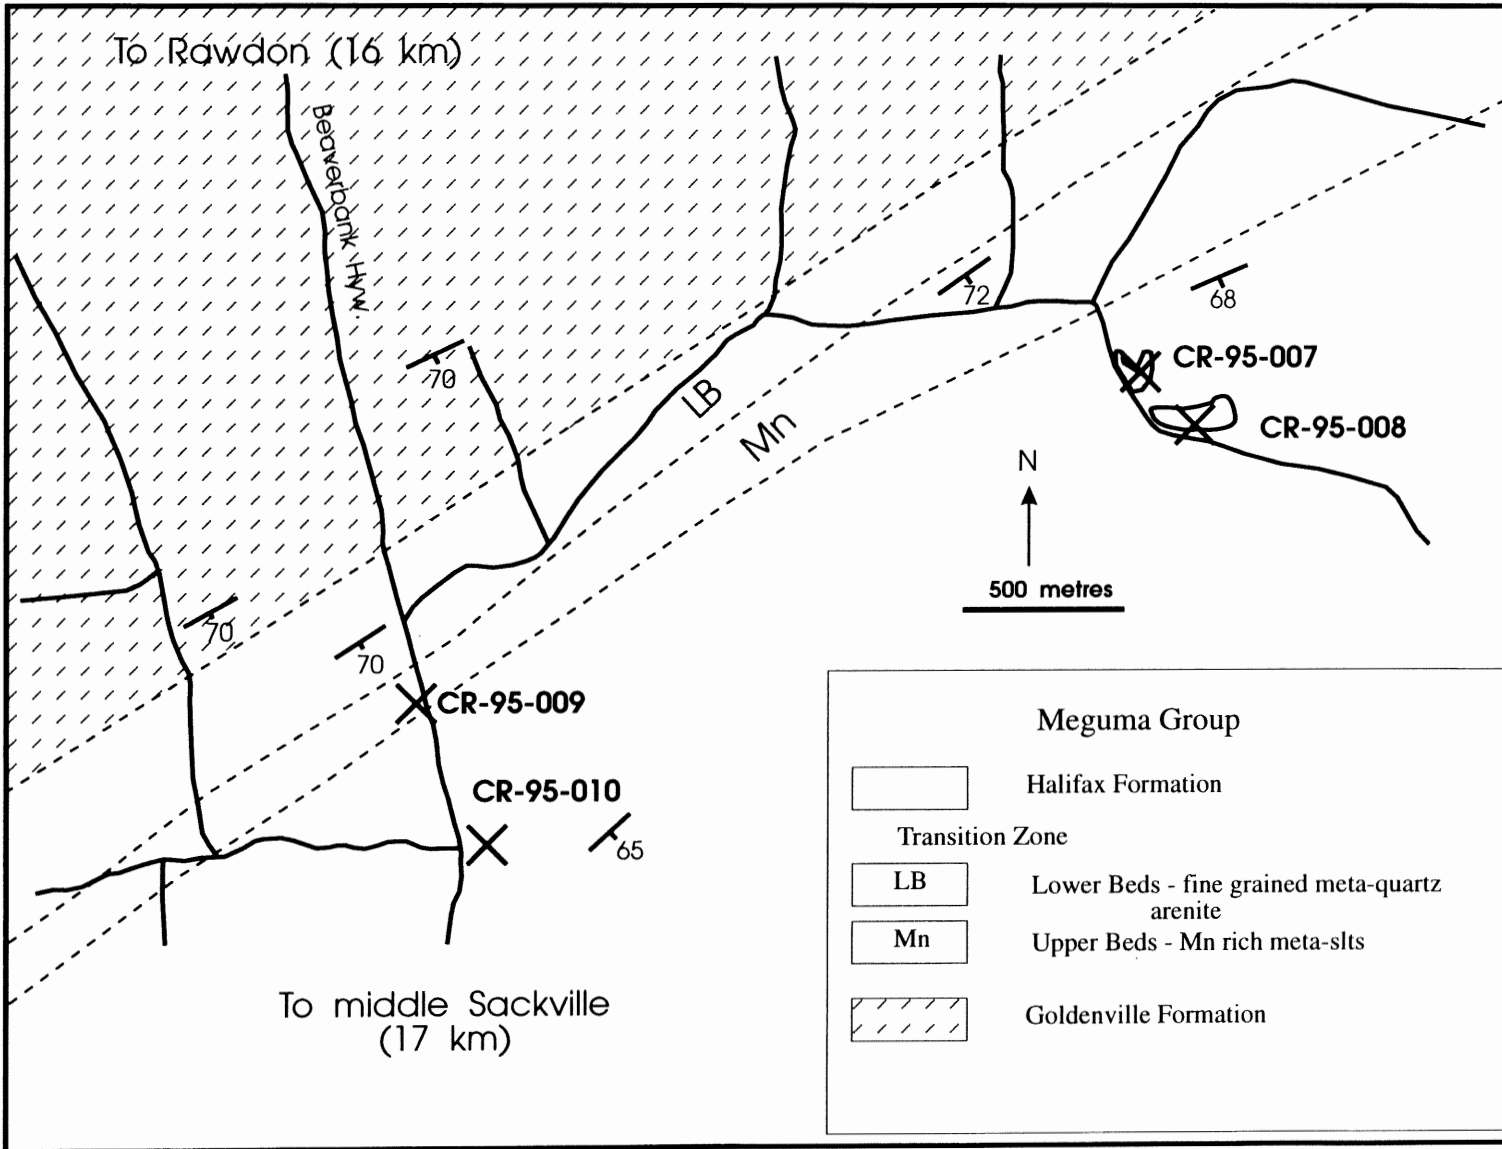 To Rawdon (16 km)
Beaverbank Hyw.
70
72
68
CR-95-007
LB
Mn
CR-95-008
N
500 metres
70
70
CR-95-009
CR-95-010
65
To middle Sackville
(17 km)
Meguma Group
Halifax Formation
Transition Zone
LB
Lower Beds - fine grained meta-quartz
arenite
Mn
Upper Beds - Mn rich meta-slts
Goldenville Formation